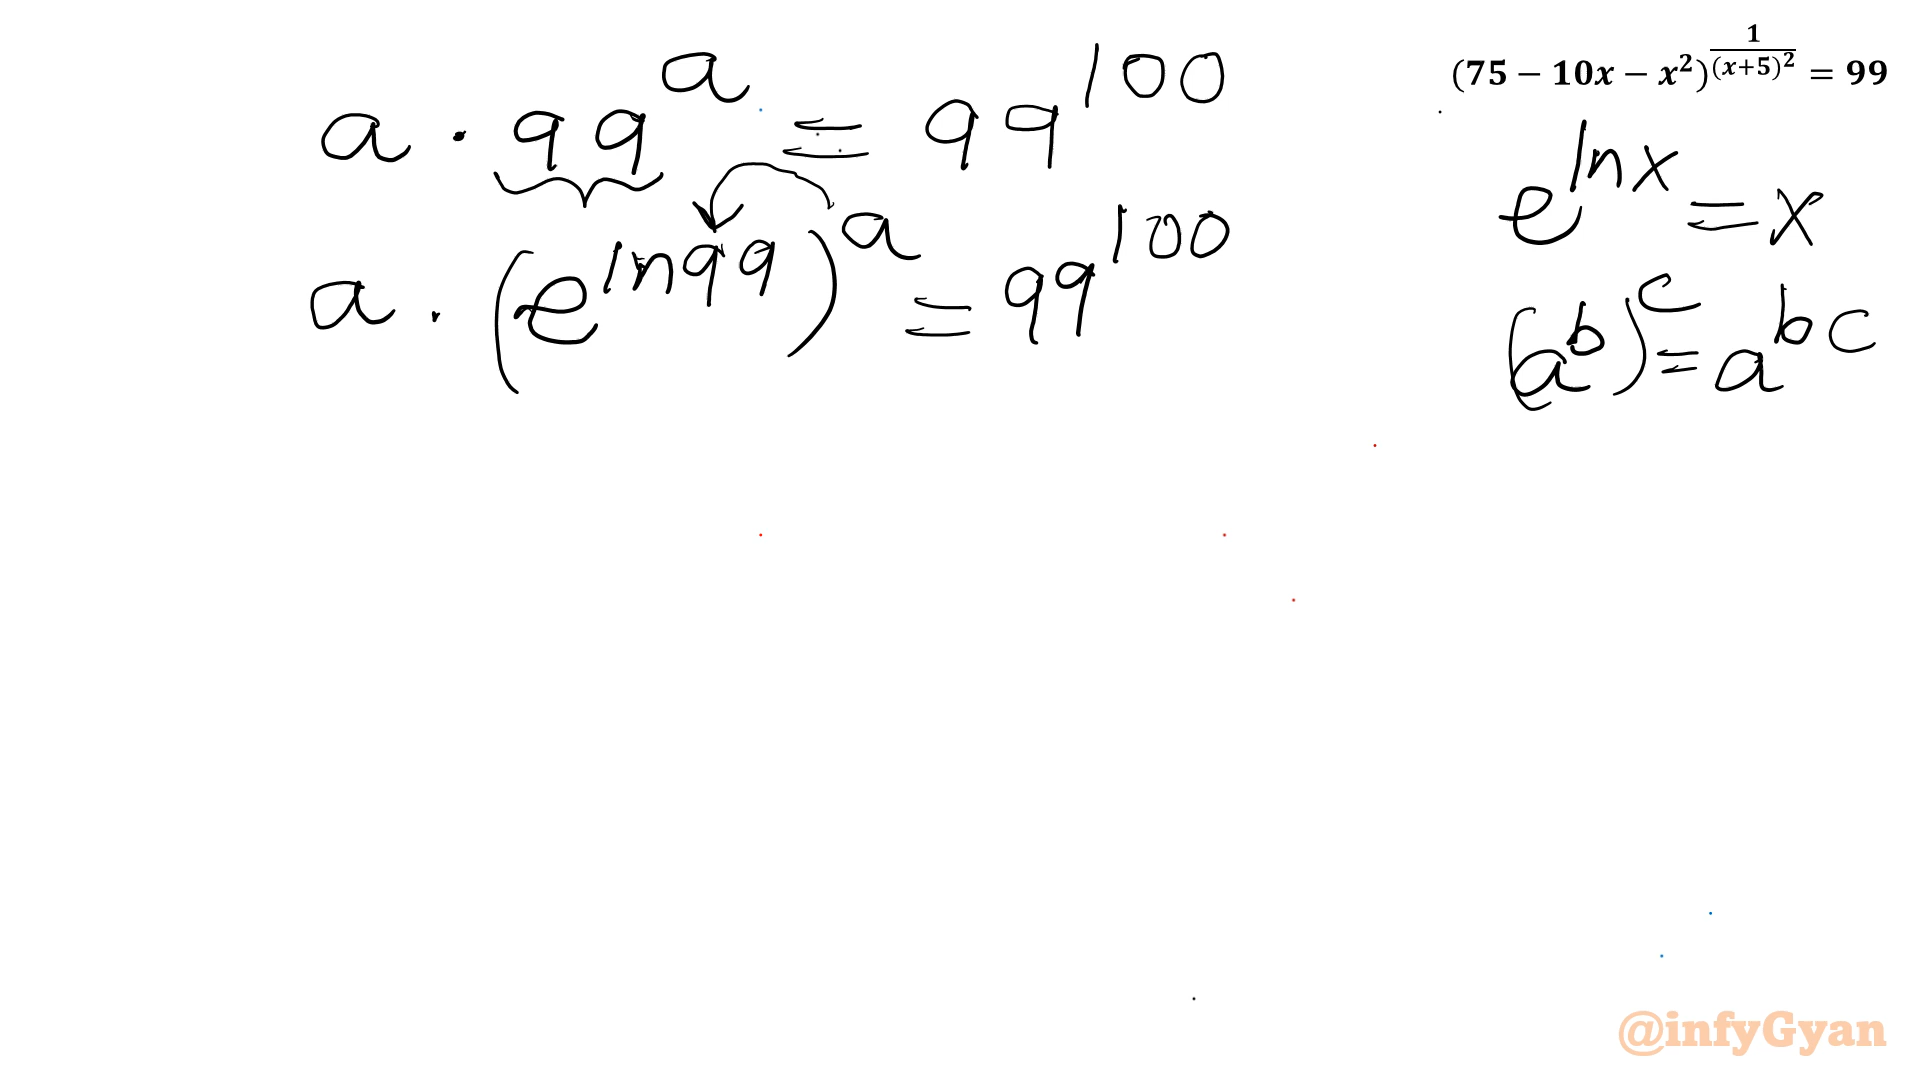 a · 99^a = 99^100
a · (e^ln99)^a = 99^100
(75 − 10x − x²)^(1/(x+5)²) = 99
e^lnx = x
(a^b)^c = a^bc
@infyGyan